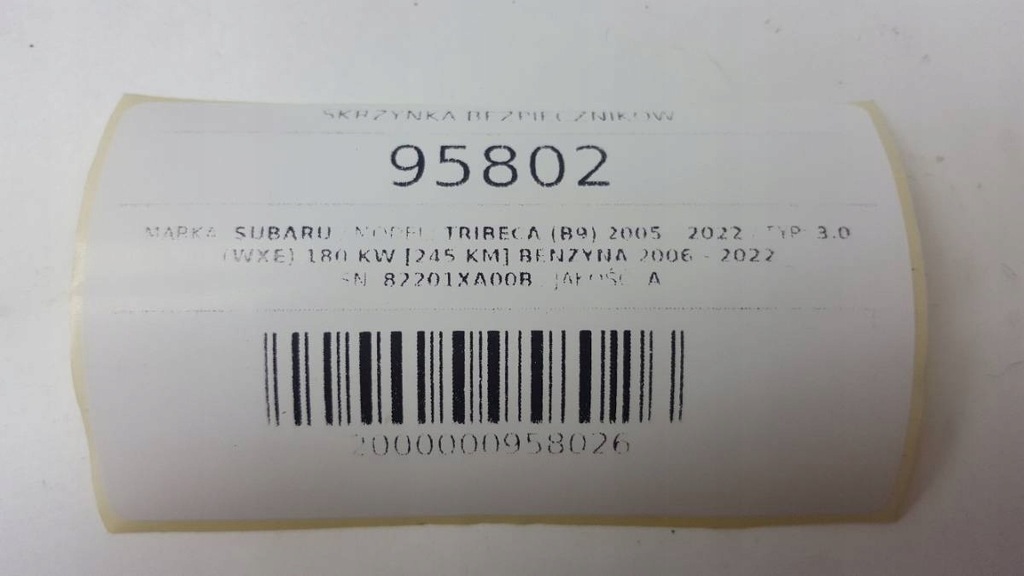 SKRZYNKA BEZPIECZNIKÓW
95802
MARKA: SUBARU / MODEL: TRIBECA (B9) 2005 - 2022 / TYP: 3.0
(WXE) 180 KW [245 KM] BENZYNA 2006 - 2022
SN: 82201XA00B / JAKOŚĆ: A
2000000958026